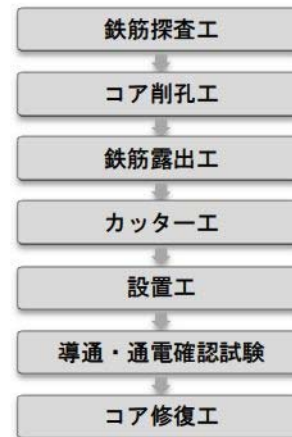 鉄筋探査工
コア削孔工
鉄筋露出工
カッター工
設置工
導通・通電確認試験
コア修復工